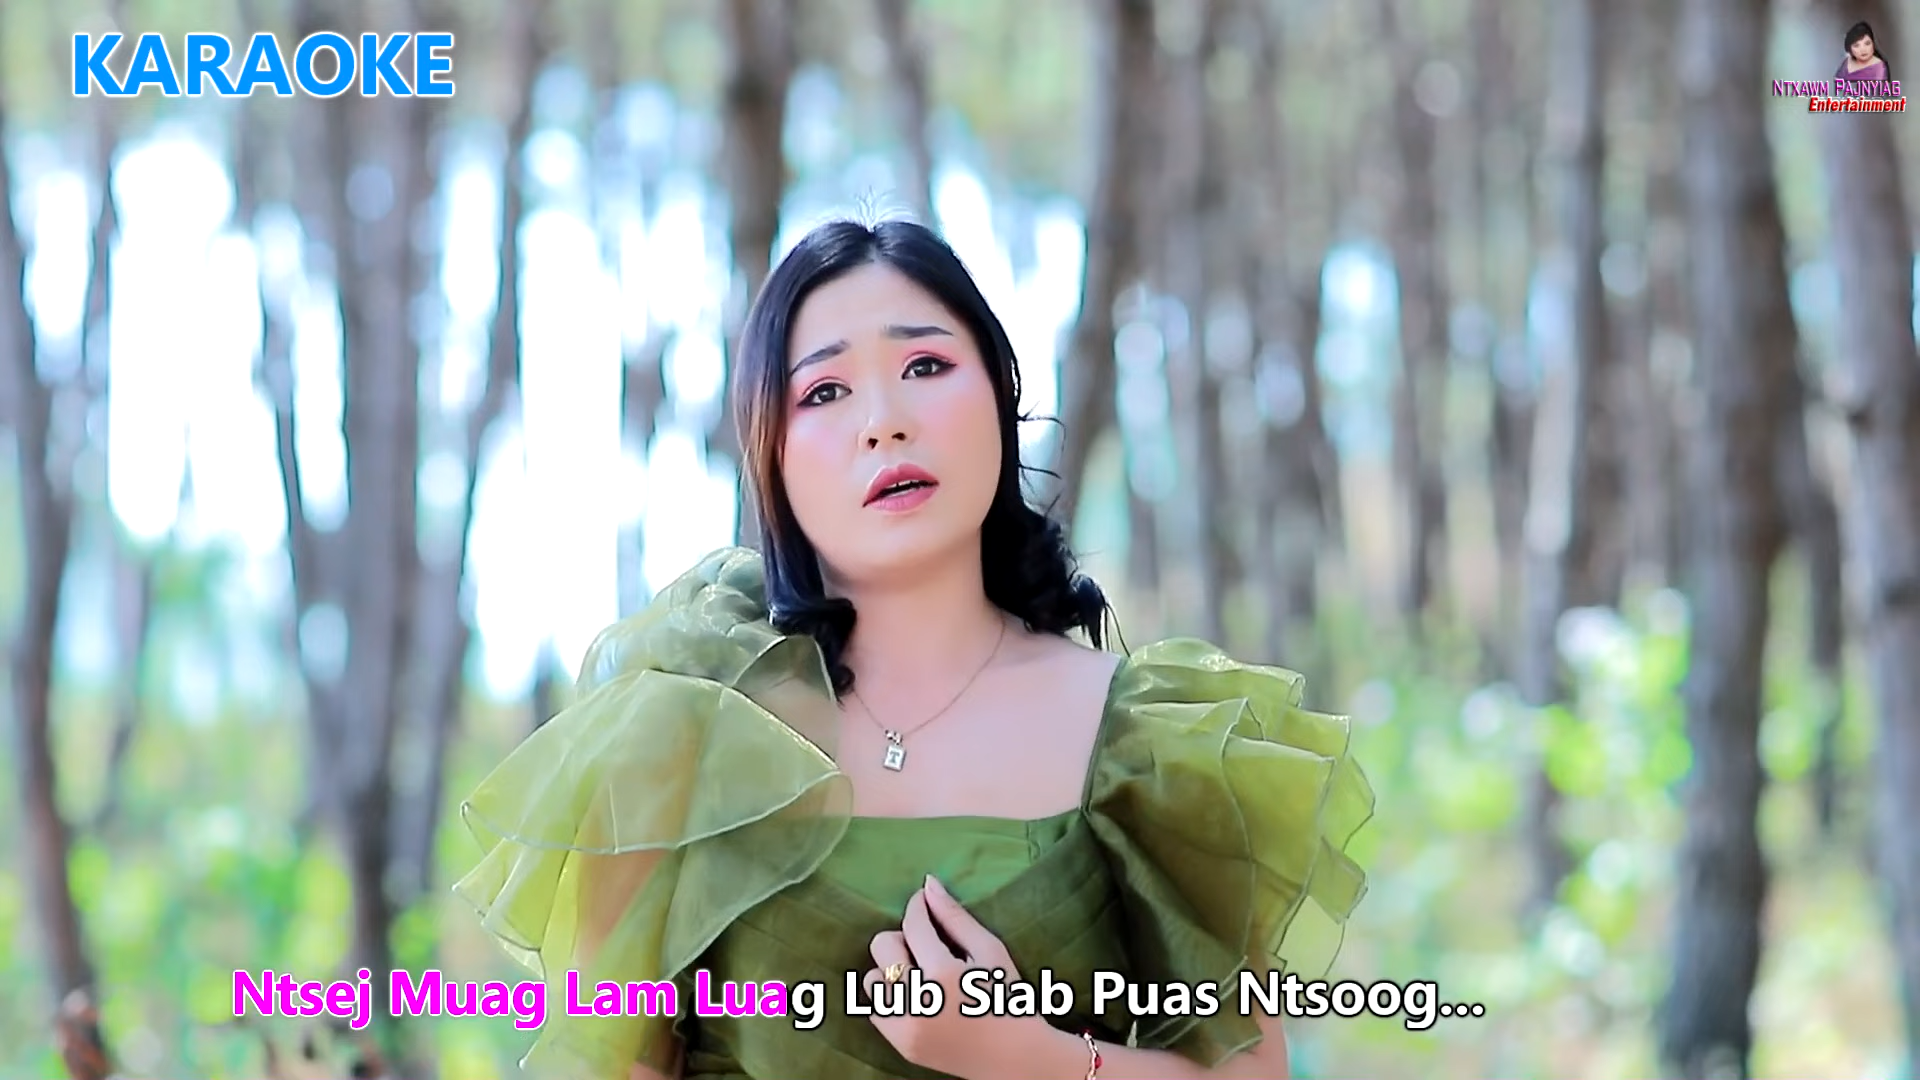 KARAOKE
NTXAWM PAJNYIAG
Entertainment
T
Ntsej Muag Lam Luag Lub Siab Puas Ntsoog...